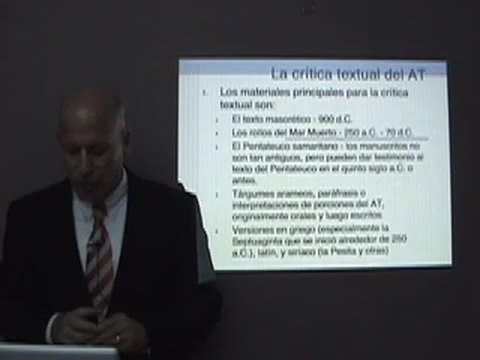 La crítica textual del AT
Los materiales principales para la crítica
textual son:
El texto masorético - 900 d.C.
Los rollos del Mar Muerto - 250 a.C. - 70 d.C.
El Pentateuco samaritano - los manuscritos no
son tan antiguos, pero pueden dar testimonio al
texto del Pentateuco en el quinto siglo a.C. o
antes.
Tárgumes arameos, paráfrasis o
interpretaciones de porciones del AT,
originalmente orales y luego escritos
Versiones en griego (especialmente la
Septuaginta que se inició alrededor de 250
a.C.), latín, y siríaco (la Pesita y otras)